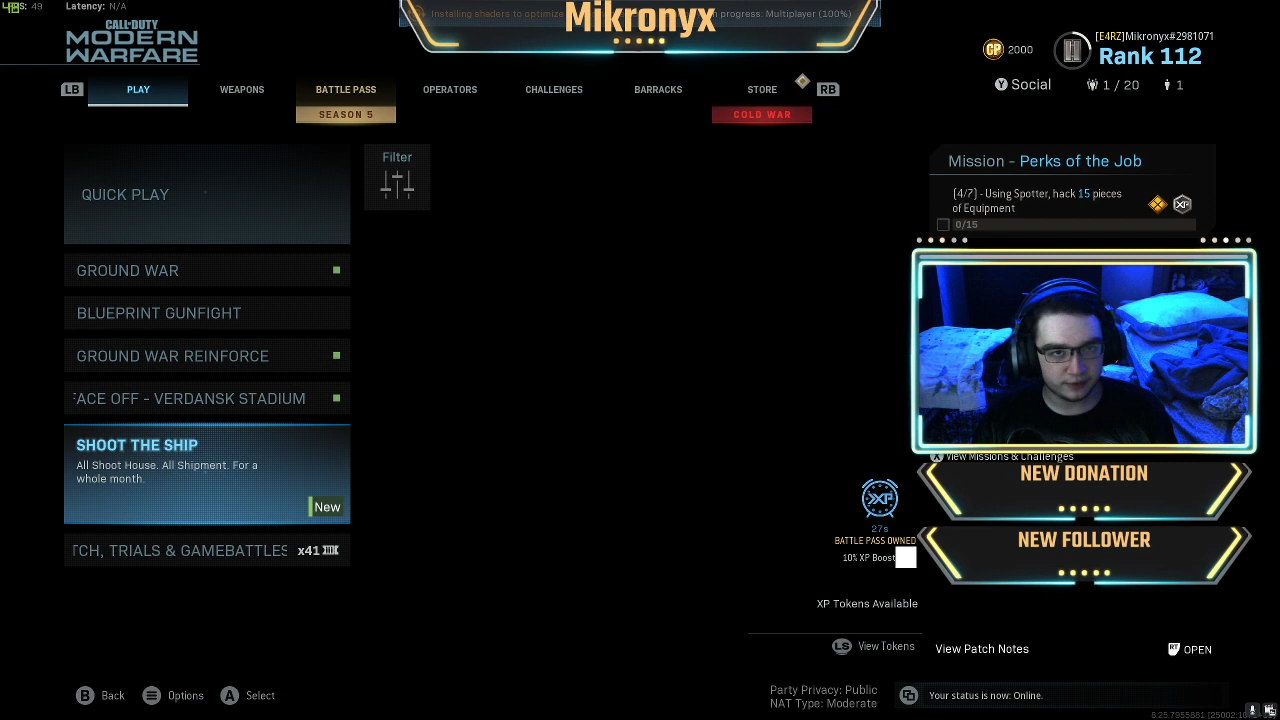 S: 49
Latency: N/A
CALL OF DUTY
MODERN
WARFARE
Installing shaders to optimize
n progress: Multiplayer (100%)
Mikronyx
CP 2000
[E4RZ]Mikronyx#2981071
Rank 112
Y Social
1 / 20
1
LB
PLAY
WEAPONS
BATTLE PASS
OPERATORS
CHALLENGES
BARRACKS
STORE
RB
SEASON 5
COLD WAR
QUICK PLAY
Filter
GROUND WAR
BLUEPRINT GUNFIGHT
GROUND WAR REINFORCE
ACE OFF - VERDANSK STADIUM
SHOOT THE SHIP
All Shoot House. All Shipment. For a
whole month.
New
TCH, TRIALS & GAMEBATTLES x41
Mission - Perks of the Job
(4/7) - Using Spotter, hack 15 pieces
of Equipment
XP
0/15
View Missions & Challenges
NEW DONATION
NEW FOLLOWER
XP
27s
BATTLE PASS OWNED
10% XP Boost
XP Tokens Available
LS View Tokens
View Patch Notes
RT OPEN
B Back
Options
A Select
Party Privacy: Public
NAT Type: Moderate
Your status is now: Online.